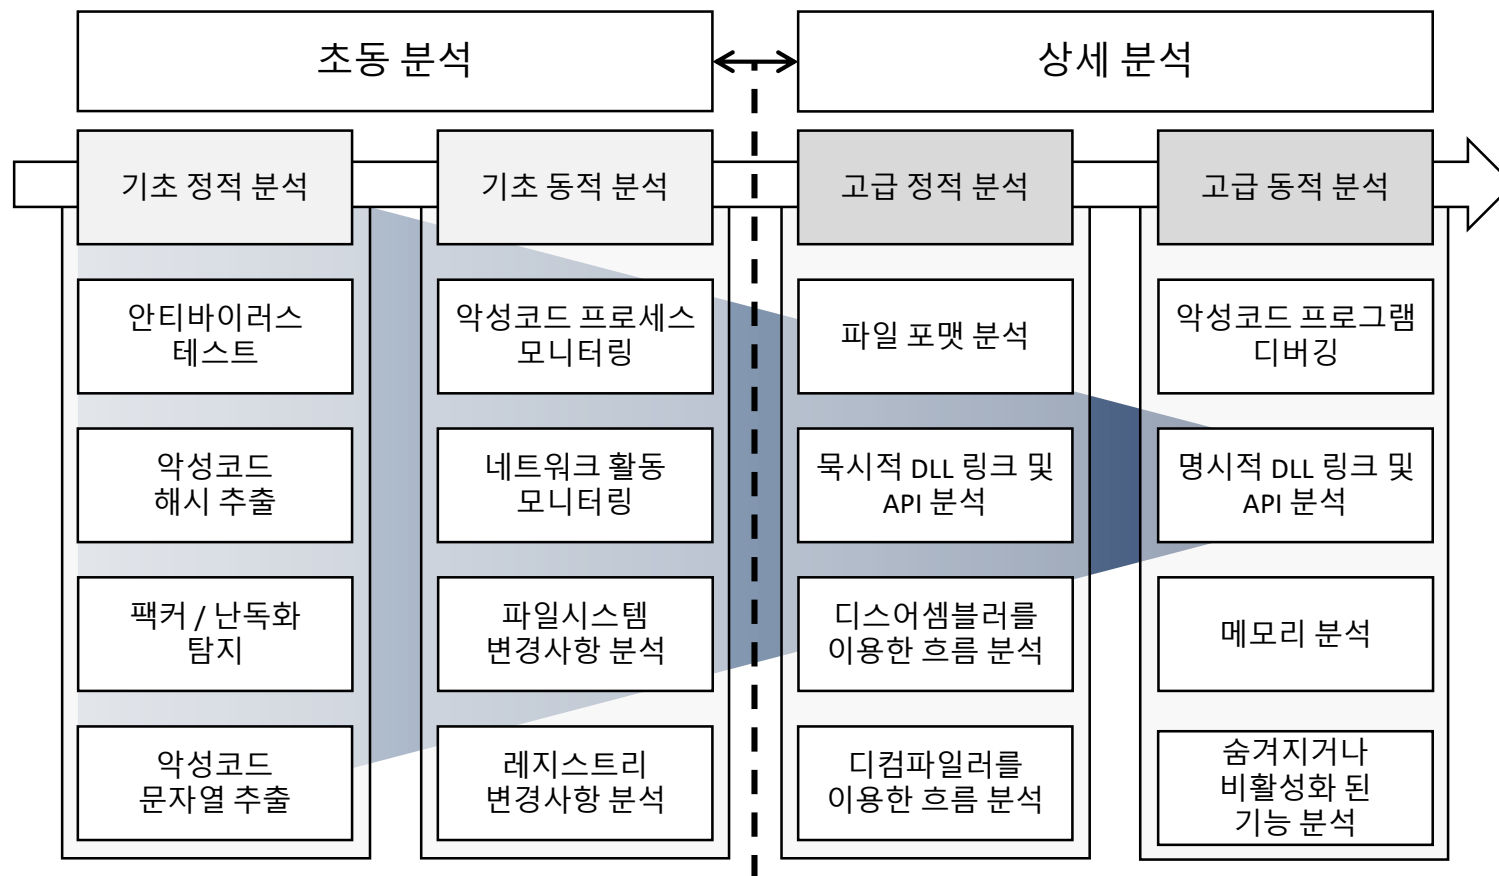 초동 분석
상세 분석
기초 정적 분석
기초 동적 분석
고급 정적 분석
고급 동적 분석
안티바이러스
테스트
악성코드
해시 추출
팩커 / 난독화
탐지
악성코드
문자열 추출
악성코드 프로세스
모니터링
네트워크 활동
모니터링
파일시스템
변경사항 분석
레지스트리
변경사항 분석
파일 포맷 분석
묵시적 DLL 링크 및
API 분석
디스어셈블러를
이용한 흐름 분석
디컴파일러를
이용한 흐름 분석
악성코드 프로그램
디버깅
명시적 DLL 링크 및
API 분석
메모리 분석
숨겨지거나
비활성화 된
기능 분석